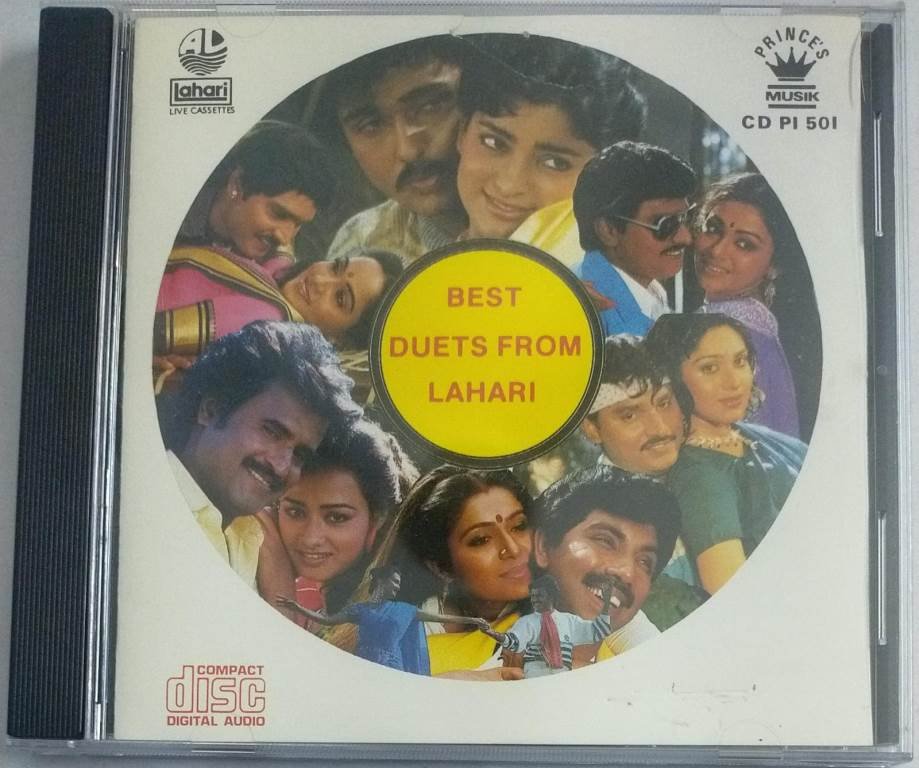 AL
Lahari
LIVE CASSETTES
PRINCE'S
MUSIK
CD PI 501
BEST
DUETS FROM
LAHARI
COMPACT
disc
DIGITAL AUDIO